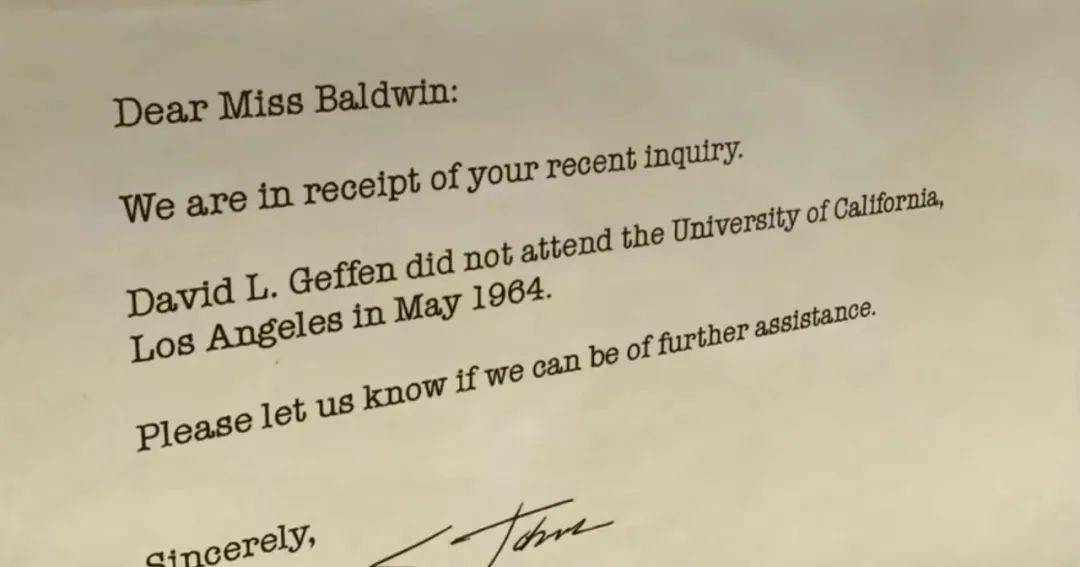 Dear Miss Baldwin:
We are in receipt of your recent inquiry.
David L. Geffen did not attend the University of California,
Los Angeles in May 1964.
Please let us know if we can be of further assistance.
Sincerely,